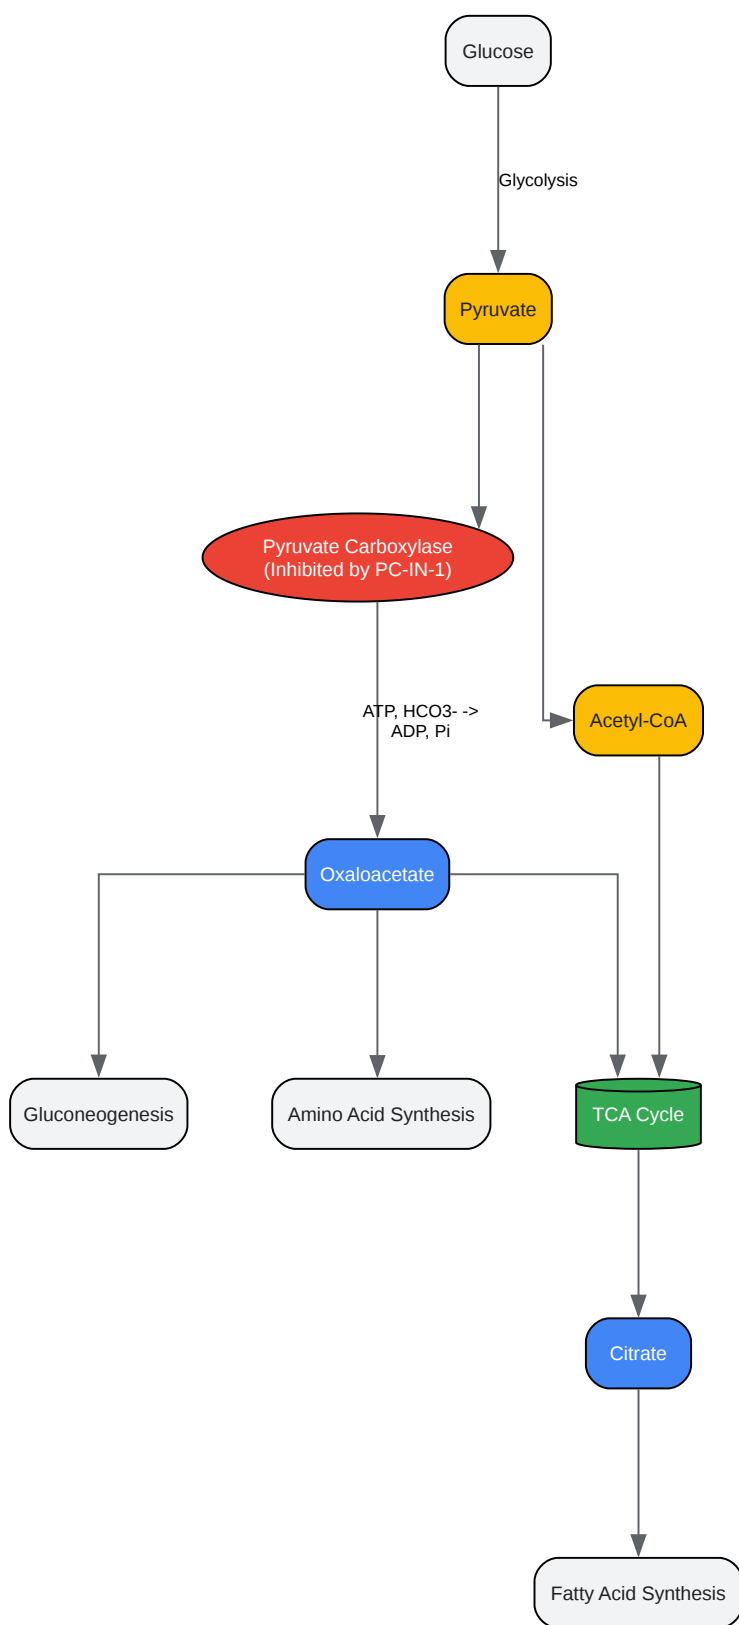 Glucose
Glycolysis
Pyruvate
Pyruvate Carboxylase
(Inhibited by PC-IN-1)
ATP, HCO3- ->
ADP, Pi
Acetyl-CoA
Oxaloacetate
Gluconeogenesis
Amino Acid Synthesis
TCA Cycle
Citrate
Fatty Acid Synthesis